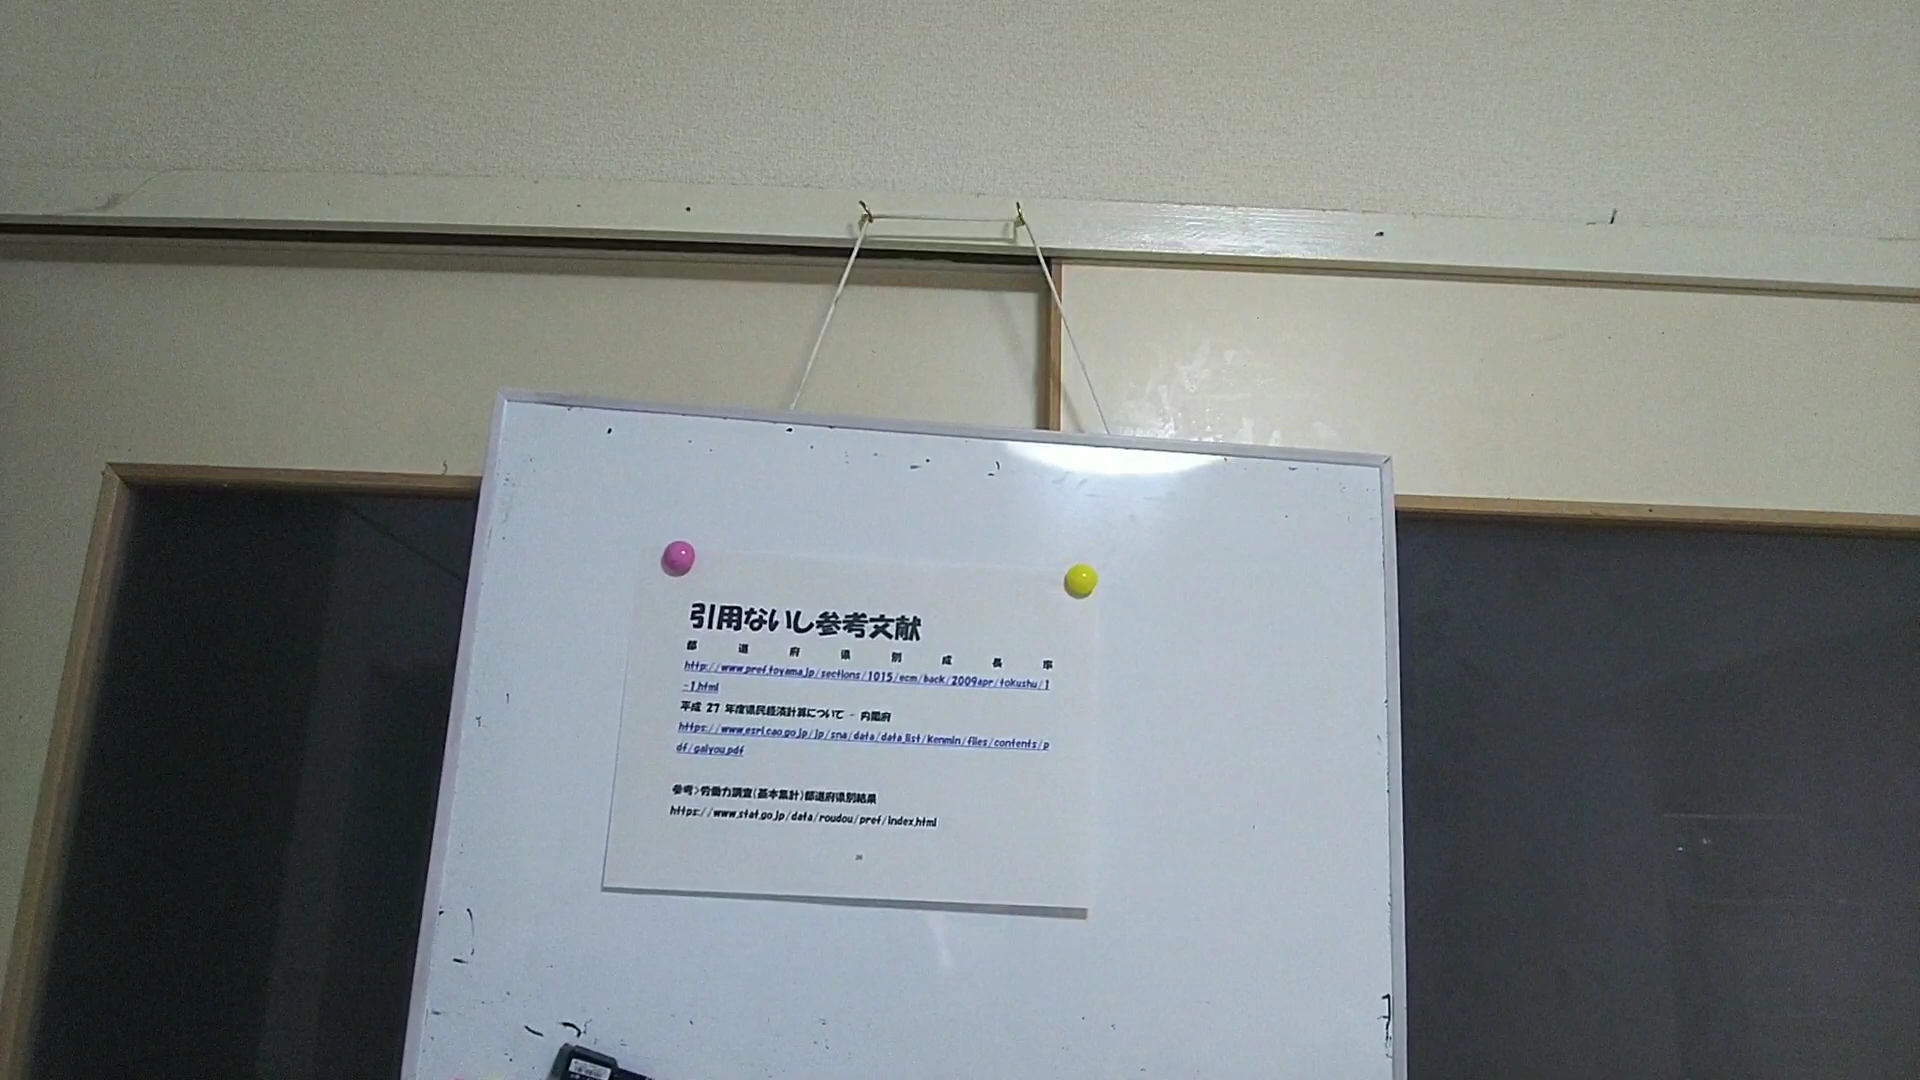 引用ないし参考文献
都道府県別成長率
http://www.pref.toyama.jp/sections/1015/ecm/back/2009apr/tokushu/1
-1.html
平成 27 年度県民経済計算について - 内閣府
https://www.esri.cao.go.jp/jp/sna/data/data_list/kenmin/files/contents/p
df/gaiyou.pdf
参考>労働力調査(基本集計)都道府県別結果
https://www.stat.go.jp/data/roudou/pref/index.html